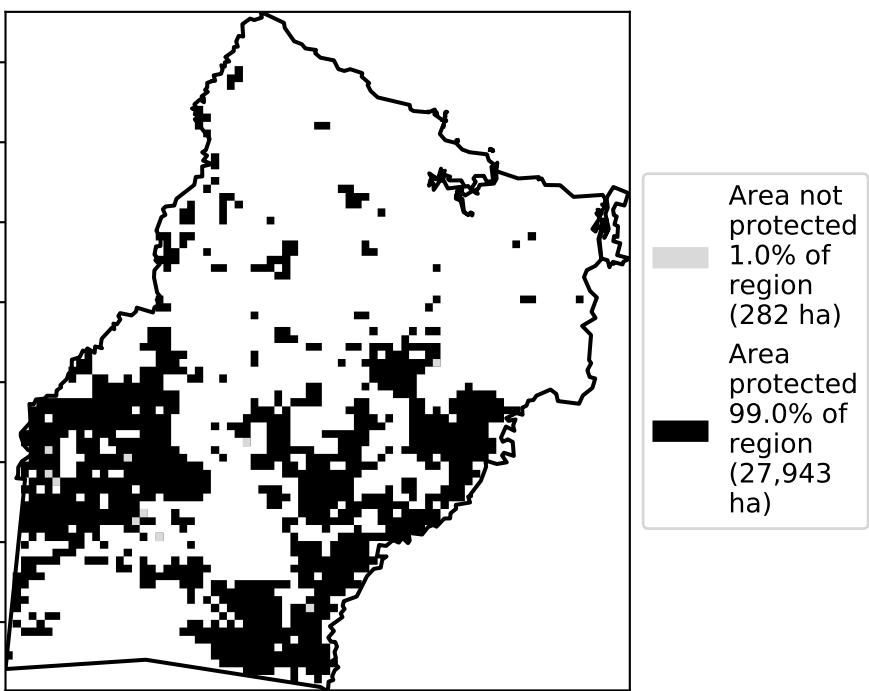 Area not
protected
1.0% of
region
(282 ha)
Area
protected
99.0% of
region
(27,943
ha)